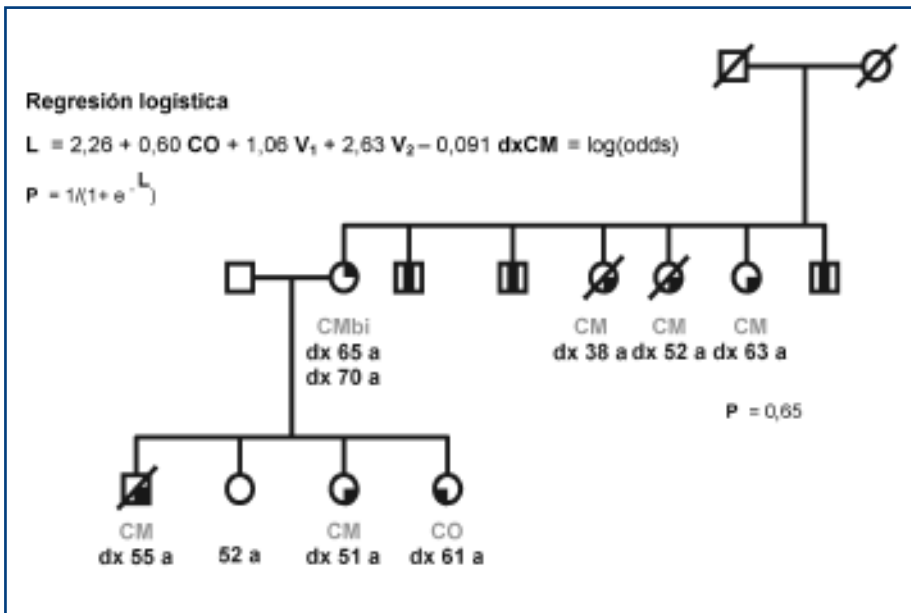 Regresión logística
L = 2,26 + 0,60 CO + 1,06 V₁ + 2,63 V₂ – 0,091 dxCM = log(odds)
P = 1/(1+ e⁻ᴸ)
CMbi
dx 65 a
dx 70 a
CM CM CM
dx 38 a dx 52 a dx 63 a
P = 0,65
CM CM CO
dx 55 a 52 a dx 51 a dx 61 a